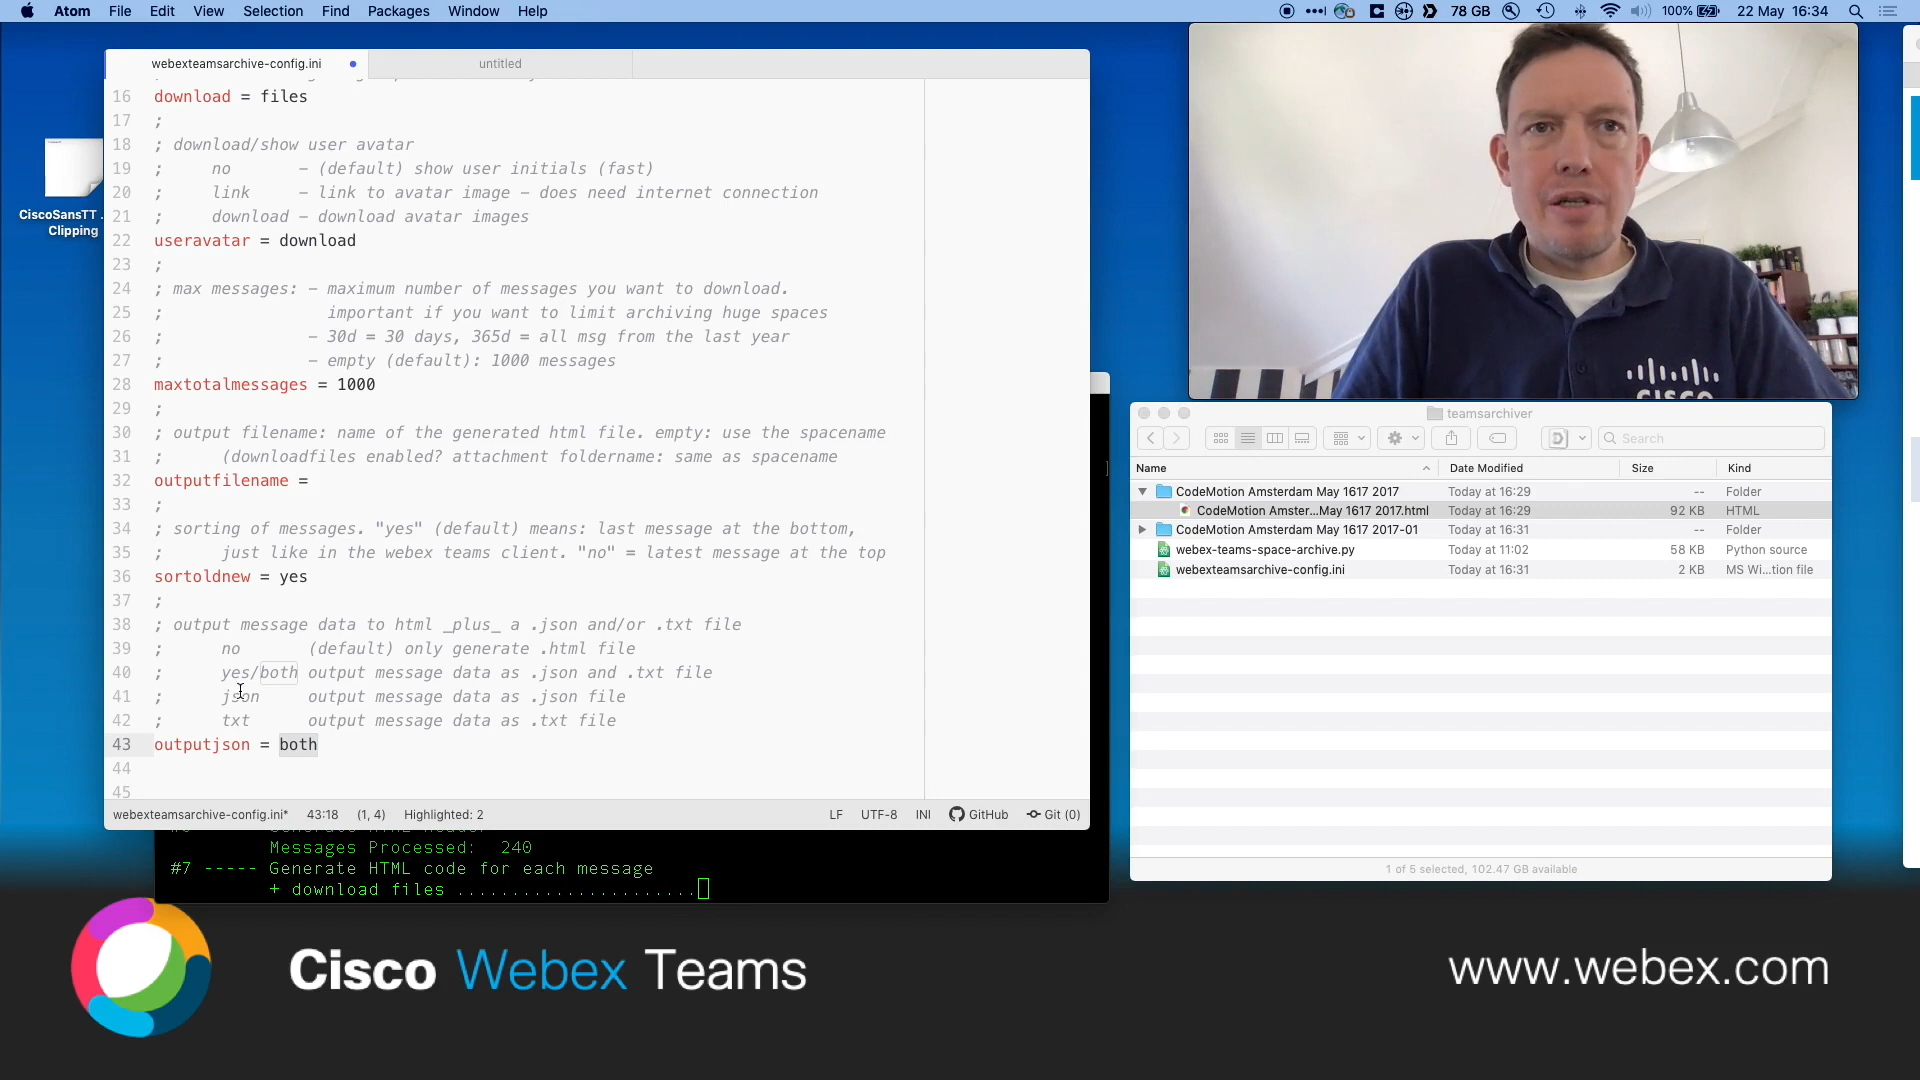 Atom File Edit View Selection Find Packages Window Help
78 GB 100% 22 May 16:34
webexteamsarchive-config.ini
untitled
16 download = files
17 ;
18 ; download/show user avatar
19 ; no – (default) show user initials (fast)
20 ; link – link to avatar image – does need internet connection
21 ; download – download avatar images
22 useravatar = download
23 ;
24 ; max messages: – maximum number of messages you want to download.
25 ; important if you want to limit archiving huge spaces
26 ; – 30d = 30 days, 365d = all msg from the last year
27 ; – empty (default): 1000 messages
28 maxtotalmessages = 1000
29 ;
30 ; output filename: name of the generated html file. empty: use the spacename
31 ; (downloadfiles enabled? attachment foldername: same as spacename
32 outputfilename =
33 ;
34 ; sorting of messages. "yes" (default) means: last message at the bottom,
35 ; just like in the webex teams client. "no" = latest message at the top
36 sortoldnew = yes
37 ;
38 ; output message data to html _plus_ a .json and/or .txt file
39 ; no (default) only generate .html file
40 ; yes/both output message data as .json and .txt file
41 ; json output message data as .json file
42 ; txt output message data as .txt file
43 outputjson = both
44
45
webexteamsarchive-config.ini* 43:18 (1, 4) Highlighted: 2 LF UTF-8 INI GitHub Git (0)
Messages Processed: 240
#7 ----- Generate HTML code for each message
+ download files .......................
CiscoSansTT ...
Clipping
CISCO
teamsarchiver
Search
Name Date Modified Size Kind
CodeMotion Amsterdam May 1617 2017 Today at 16:29 -- Folder
CodeMotion Amster...May 1617 2017.html Today at 16:29 92 KB HTML
CodeMotion Amsterdam May 1617 2017-01 Today at 16:31 -- Folder
webex-teams-space-archive.py Today at 11:02 58 KB Python source
webexteamsarchive-config.ini Today at 16:31 2 KB MS Wi...tion file
1 of 5 selected, 102.47 GB available
Cisco Webex Teams
www.webex.com